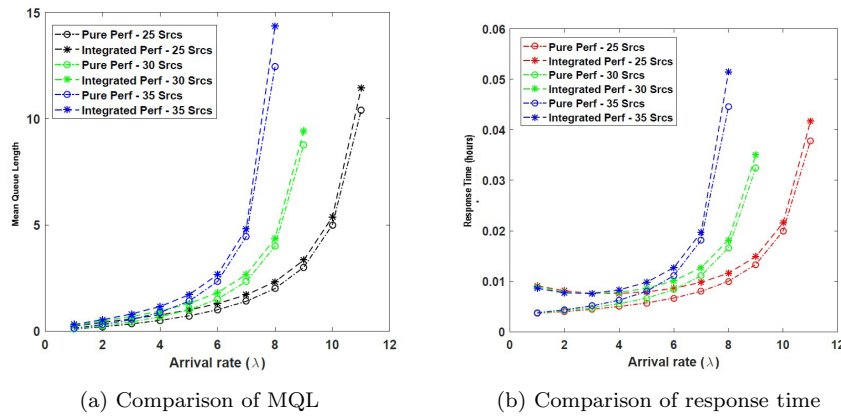 15
10
5
0
0
2
4
6
8
10
12
Mean Queue Length
Arrival rate (λ)
Pure Perf - 25 Srcs
Integrated Perf - 25 Srcs
Pure Perf - 30 Srcs
Integrated Perf - 30 Srcs
Pure Perf - 35 Srcs
Integrated Perf - 35 Srcs
(a) Comparison of MQL
0.06
0.05
0.04
0.03
0.02
0.01
0
0
2
4
6
8
10
12
Response Time (hours)
Arrival rate (λ)
Pure Perf - 25 Srcs
Integrated Perf - 25 Srcs
Pure Perf - 30 Srcs
Integrated Perf - 30 Srcs
Pure Perf - 35 Srcs
Integrated Perf - 35 Srcs
(b) Comparison of response time